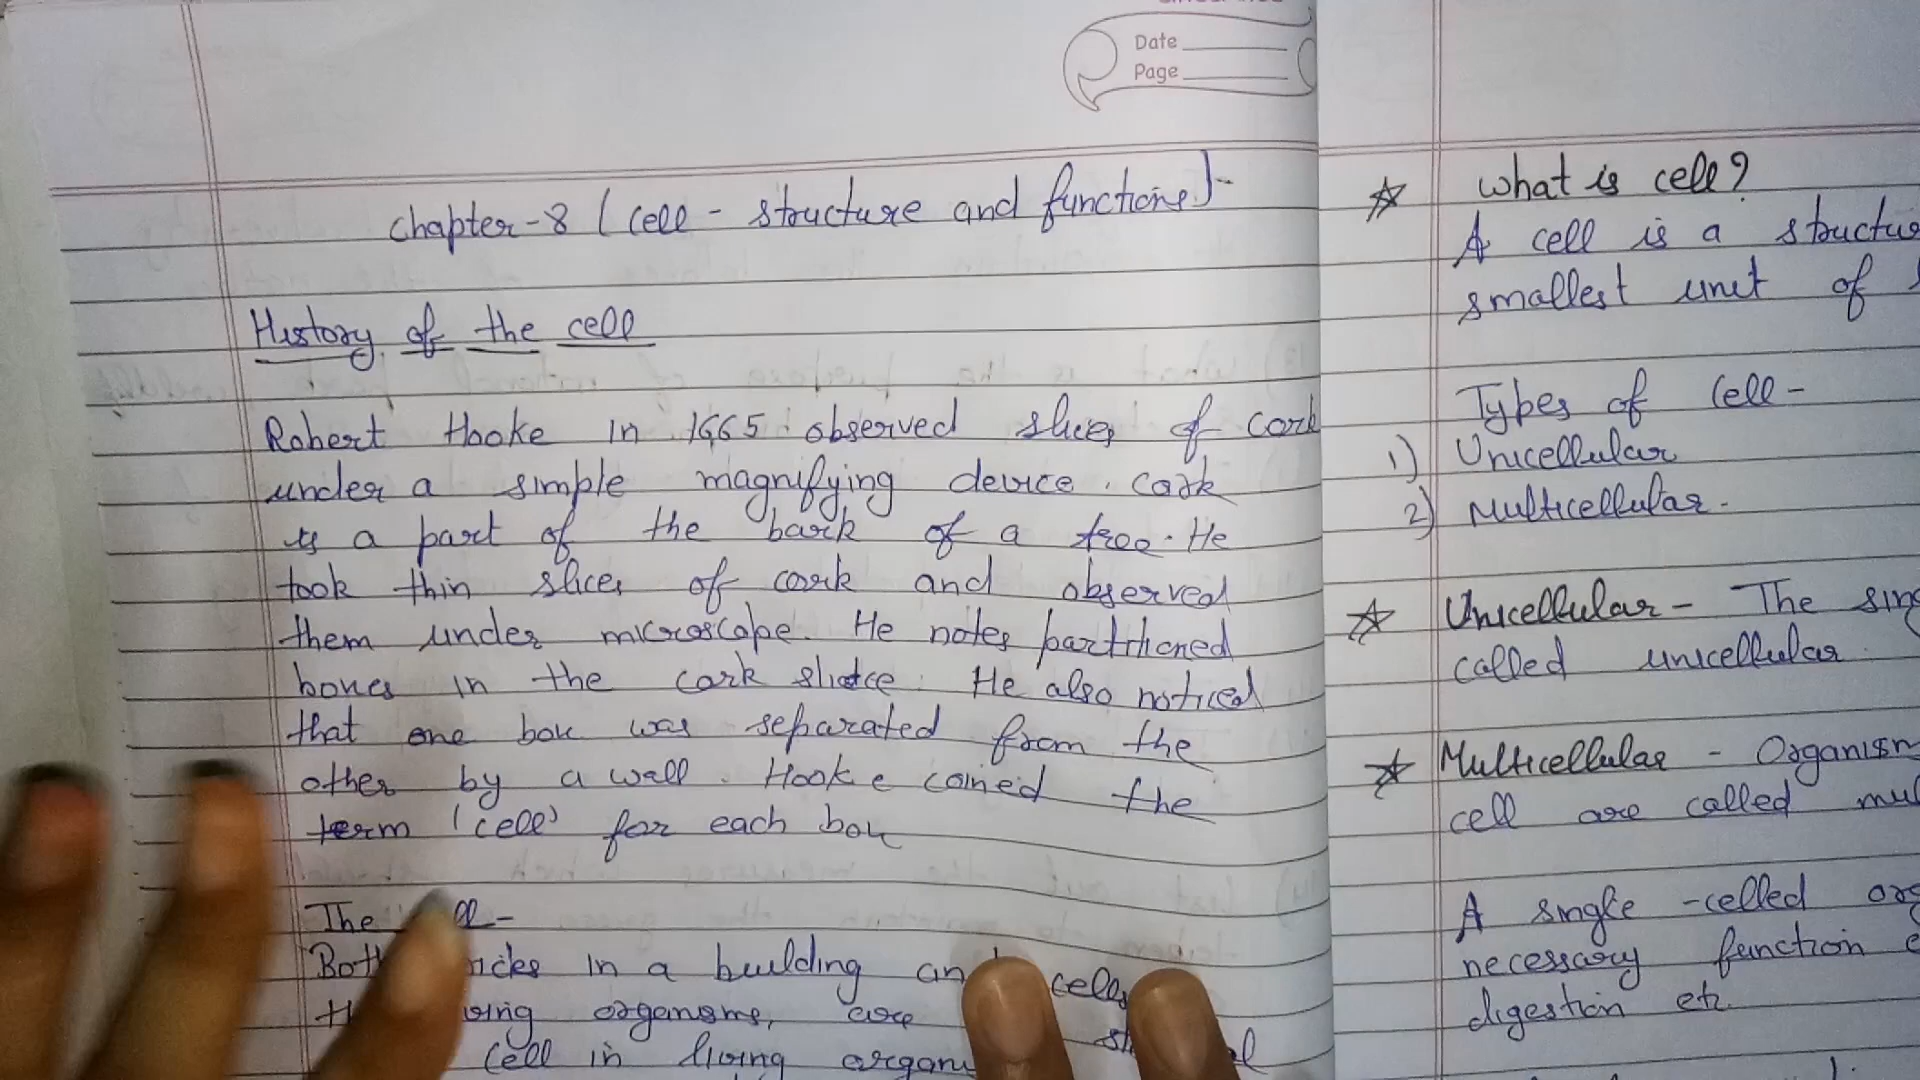 Date
Page
Chapter-8 (Cell - structure and functions)-
History of the cell
Robert Hooke in 1665 observed slices of cork
under a simple magnifying device. Cork
is a part of the bark of a tree. He
took thin slices of cork and observed
them under microscope. He notes partitioned
boxes in the cork slice. He also noticed
that one box was separated from the
other by a wall. Hooke coined the
term 'cell' for each box
The
Both in a building cells
organisms, are
cell in living
☆ What is cell?
A cell is a
smallest unit of
Types of Cell-
1) Unicellular
2) Multicellular.
☆ Unicellular- The
called unicellular.
☆ Multicellular -
cell are called
A single-celled
necessary function
digestion etc.